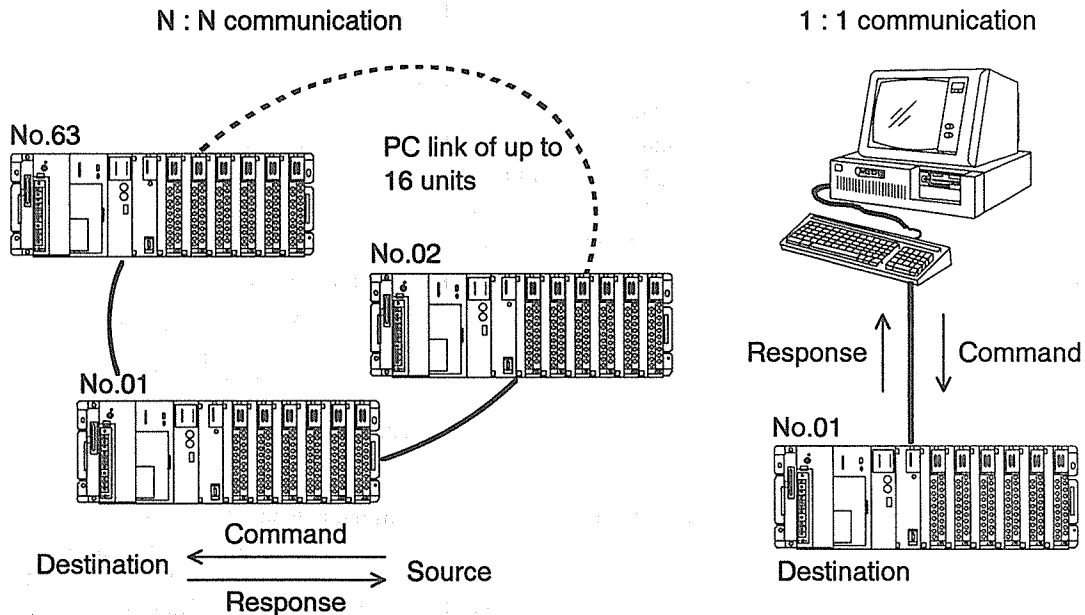 N : N communication
1 : 1 communication
No.63
PC link of up to
16 units
No.02
No.01
Response
Command
No.01
Command
Destination
Source
Response
Destination